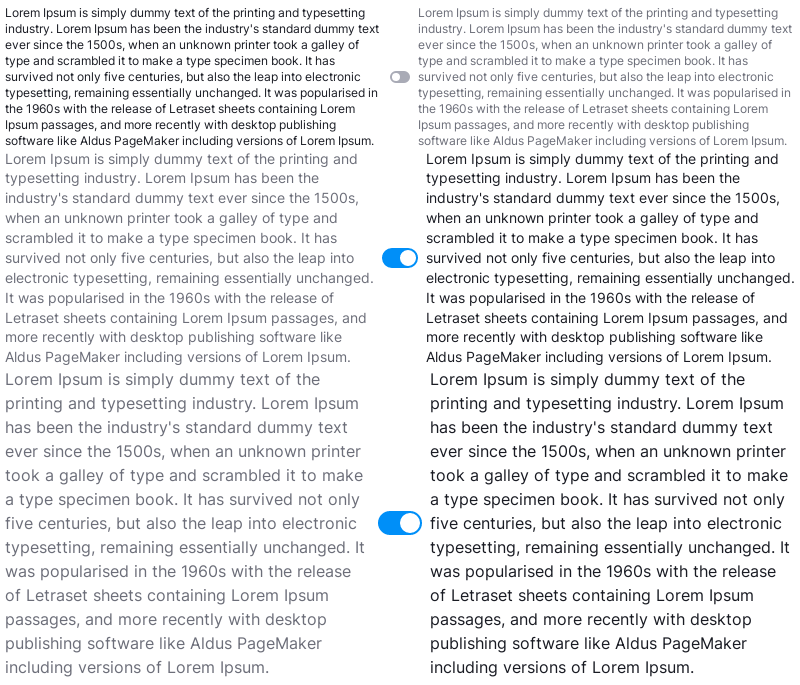 Lorem Ipsum is simply dummy text of the printing and typesetting
industry. Lorem Ipsum has been the industry's standard dummy text
ever since the 1500s, when an unknown printer took a galley of
type and scrambled it to make a type specimen book. It has
survived not only five centuries, but also the leap into electronic
typesetting, remaining essentially unchanged. It was popularised in
the 1960s with the release of Letraset sheets containing Lorem
Ipsum passages, and more recently with desktop publishing
software like Aldus PageMaker including versions of Lorem Ipsum.
Lorem Ipsum is simply dummy text of the printing and typesetting
industry. Lorem Ipsum has been the industry's standard dummy text
ever since the 1500s, when an unknown printer took a galley of
type and scrambled it to make a type specimen book. It has
survived not only five centuries, but also the leap into electronic
typesetting, remaining essentially unchanged. It was popularised in
the 1960s with the release of Letraset sheets containing Lorem
Ipsum passages, and more recently with desktop publishing
software like Aldus PageMaker including versions of Lorem Ipsum.
Lorem Ipsum is simply dummy text of the printing and
typesetting industry. Lorem Ipsum has been the
industry's standard dummy text ever since the 1500s,
when an unknown printer took a galley of type and
scrambled it to make a type specimen book. It has
survived not only five centuries, but also the leap into
electronic typesetting, remaining essentially unchanged.
It was popularised in the 1960s with the release of
Letraset sheets containing Lorem Ipsum passages, and
more recently with desktop publishing software like
Aldus PageMaker including versions of Lorem Ipsum.
Lorem Ipsum is simply dummy text of the printing and
typesetting industry. Lorem Ipsum has been the
industry's standard dummy text ever since the 1500s,
when an unknown printer took a galley of type and
scrambled it to make a type specimen book. It has
survived not only five centuries, but also the leap into
electronic typesetting, remaining essentially unchanged.
It was popularised in the 1960s with the release of
Letraset sheets containing Lorem Ipsum passages, and
more recently with desktop publishing software like
Aldus PageMaker including versions of Lorem Ipsum.
Lorem Ipsum is simply dummy text of the
printing and typesetting industry. Lorem Ipsum
has been the industry's standard dummy text
ever since the 1500s, when an unknown printer
took a galley of type and scrambled it to make
a type specimen book. It has survived not only
five centuries, but also the leap into electronic
typesetting, remaining essentially unchanged. It
was popularised in the 1960s with the release
of Letraset sheets containing Lorem Ipsum
passages, and more recently with desktop
publishing software like Aldus PageMaker
including versions of Lorem Ipsum.
Lorem Ipsum is simply dummy text of the
printing and typesetting industry. Lorem Ipsum
has been the industry's standard dummy text
ever since the 1500s, when an unknown printer
took a galley of type and scrambled it to make
a type specimen book. It has survived not only
five centuries, but also the leap into electronic
typesetting, remaining essentially unchanged. It
was popularised in the 1960s with the release
of Letraset sheets containing Lorem Ipsum
passages, and more recently with desktop
publishing software like Aldus PageMaker
including versions of Lorem Ipsum.